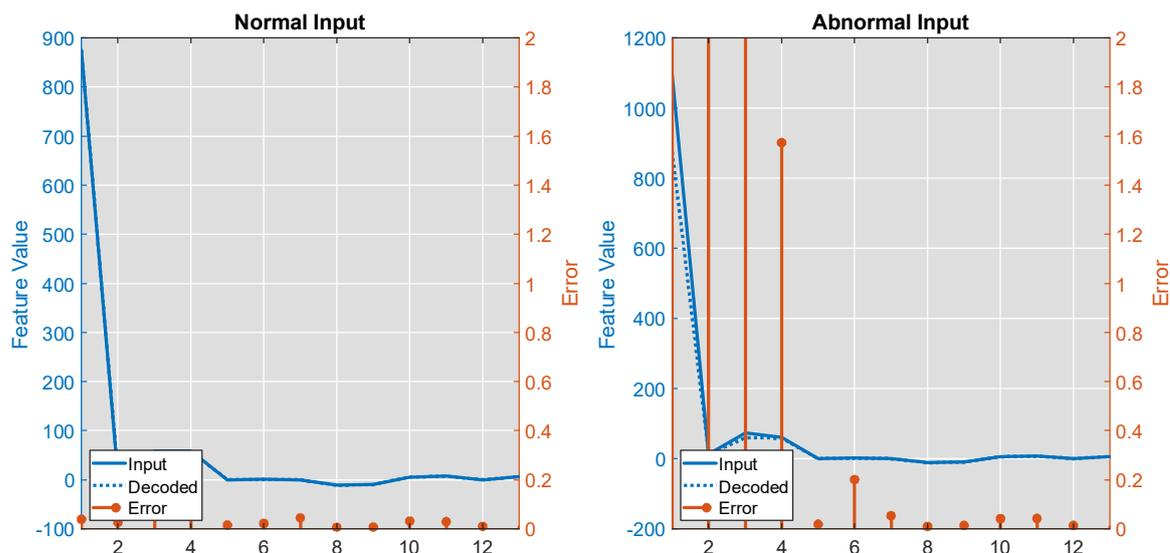 Normal Input
900
800
700
600
500
400
300
200
100
0
-100
Feature Value
2
1.8
1.6
1.4
1.2
1
0.8
0.6
0.4
0.2
0
Error
Input
Decoded
Error
2 4 6 8 10 12
Abnormal Input
1200
1000
800
600
400
200
0
-200
Feature Value
2
1.8
1.6
1.4
1.2
1
0.8
0.6
0.4
0.2
0
Error
Input
Decoded
Error
2 4 6 8 10 12